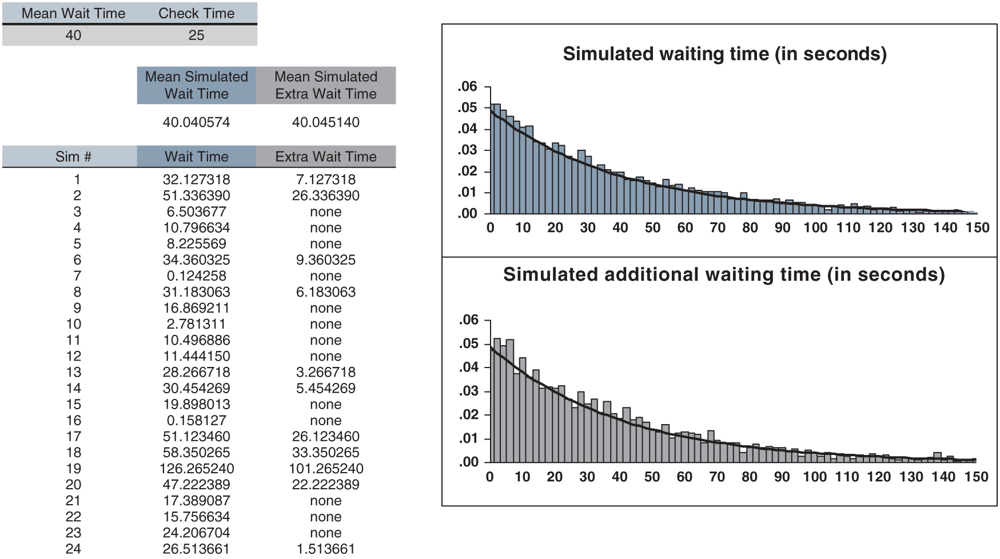 Mean Wait Time Check Time
40 25
Mean Simulated Wait Time Mean Simulated Extra Wait Time
40.040574 40.045140
Sim # Wait Time Extra Wait Time
1 32.127318 7.127318
2 51.336390 26.336390
3 6.503677 none
4 10.796634 none
5 8.225569 none
6 34.360325 9.360325
7 0.124258 none
8 31.183063 6.183063
9 16.869211 none
10 2.781311 none
11 10.496886 none
12 11.444150 none
13 28.266718 3.266718
14 30.454269 5.454269
15 19.898013 none
16 0.158127 none
17 51.123460 26.123460
18 58.350265 33.350265
19 126.265240 101.265240
20 47.222389 22.222389
21 17.389087 none
22 15.756634 none
23 24.206704 none
24 26.513661 1.513661
Simulated waiting time (in seconds)
.06
.05
.04
.03
.02
.01
.00
0 10 20 30 40 50 60 70 80 90 100 110 120 130 140 150
Simulated additional waiting time (in seconds)
.06
.05
.04
.03
.02
.01
.00
0 10 20 30 40 50 60 70 80 90 100 110 120 130 140 150